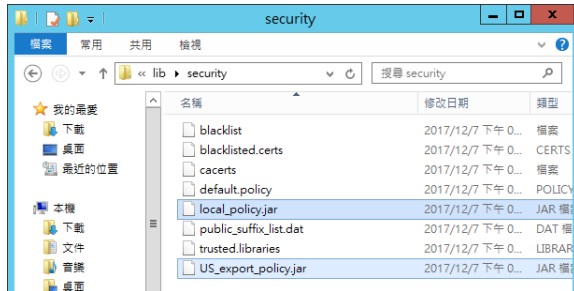 security
檔案 常用 共用 檢視
« lib ▸ security 搜尋 security
名稱 修改日期 類型
我的最愛
下載
桌面
最近的位置
本機
下載
文件
音樂
桌面
blacklist 2017/12/7 下午 0... 檔案
blacklisted.certs 2017/12/7 下午 0... CERTS
cacerts 2017/12/7 下午 0... 檔案
default.policy 2017/12/7 下午 0... POLICY
local_policy.jar 2017/12/7 下午 0... JAR 檔
public_suffix_list.dat 2017/12/7 下午 0... DAT 檔
trusted.libraries 2017/12/7 下午 0... LIBRAR
US_export_policy.jar 2017/12/7 下午 0... JAR 檔